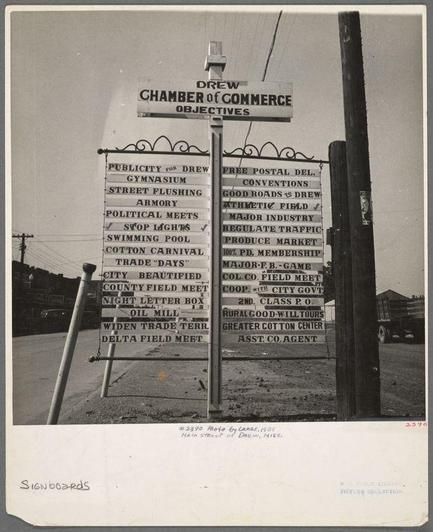 DREW
CHAMBER of COMMERCE
OBJECTIVES
PUBLICITY FOR DREW
GYMNASIUM
STREET FLUSHING
ARMORY
POLITICAL MEETS
STOP LIGHTS
SWIMMING POOL
COTTON CARNIVAL
TRADE "DAYS"
CITY BEAUTIFIED
COUNTY FIELD MEET
NIGHT LETTER BOX
OIL MILL
WIDEN TRADE TERR.
DELTA FIELD MEET
FREE POSTAL DEL.
CONVENTIONS
GOOD ROADS TO DREW
ATHLETIC FIELD
MAJOR INDUSTRY
REGULATE TRAFFIC
PRODUCE MARKET
100% PD. MEMBERSHIP
MAJOR-B.B.-GAME
COL. CO. FIELD MEET
COOP. WITH CITY GOVT
2ND. CLASS P.O.
RURAL GOOD-WILL TOURS
GREATER COTTON CENTER
ASST. CO. AGENT
#2390 Photo by Lange,
Main Street of Drew, Miss.
Signboards